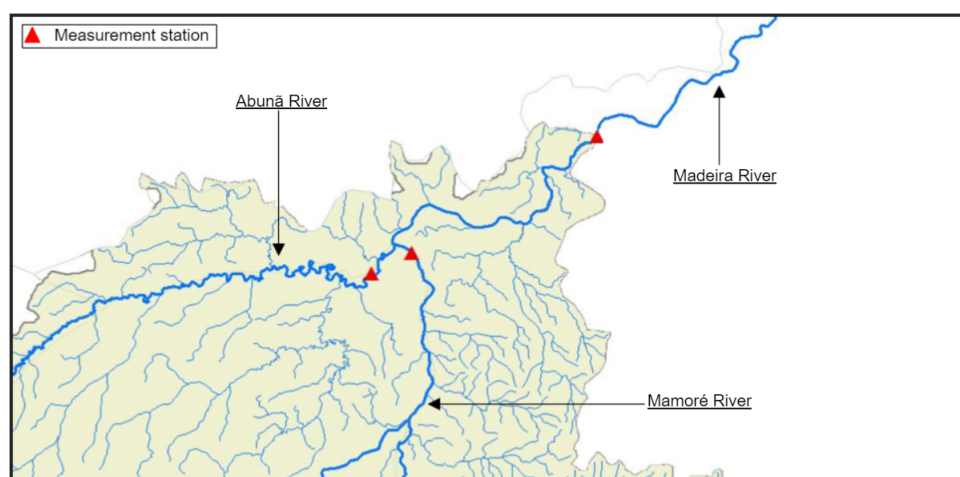 Measurement station
Abunã River
Madeira River
Mamoré River